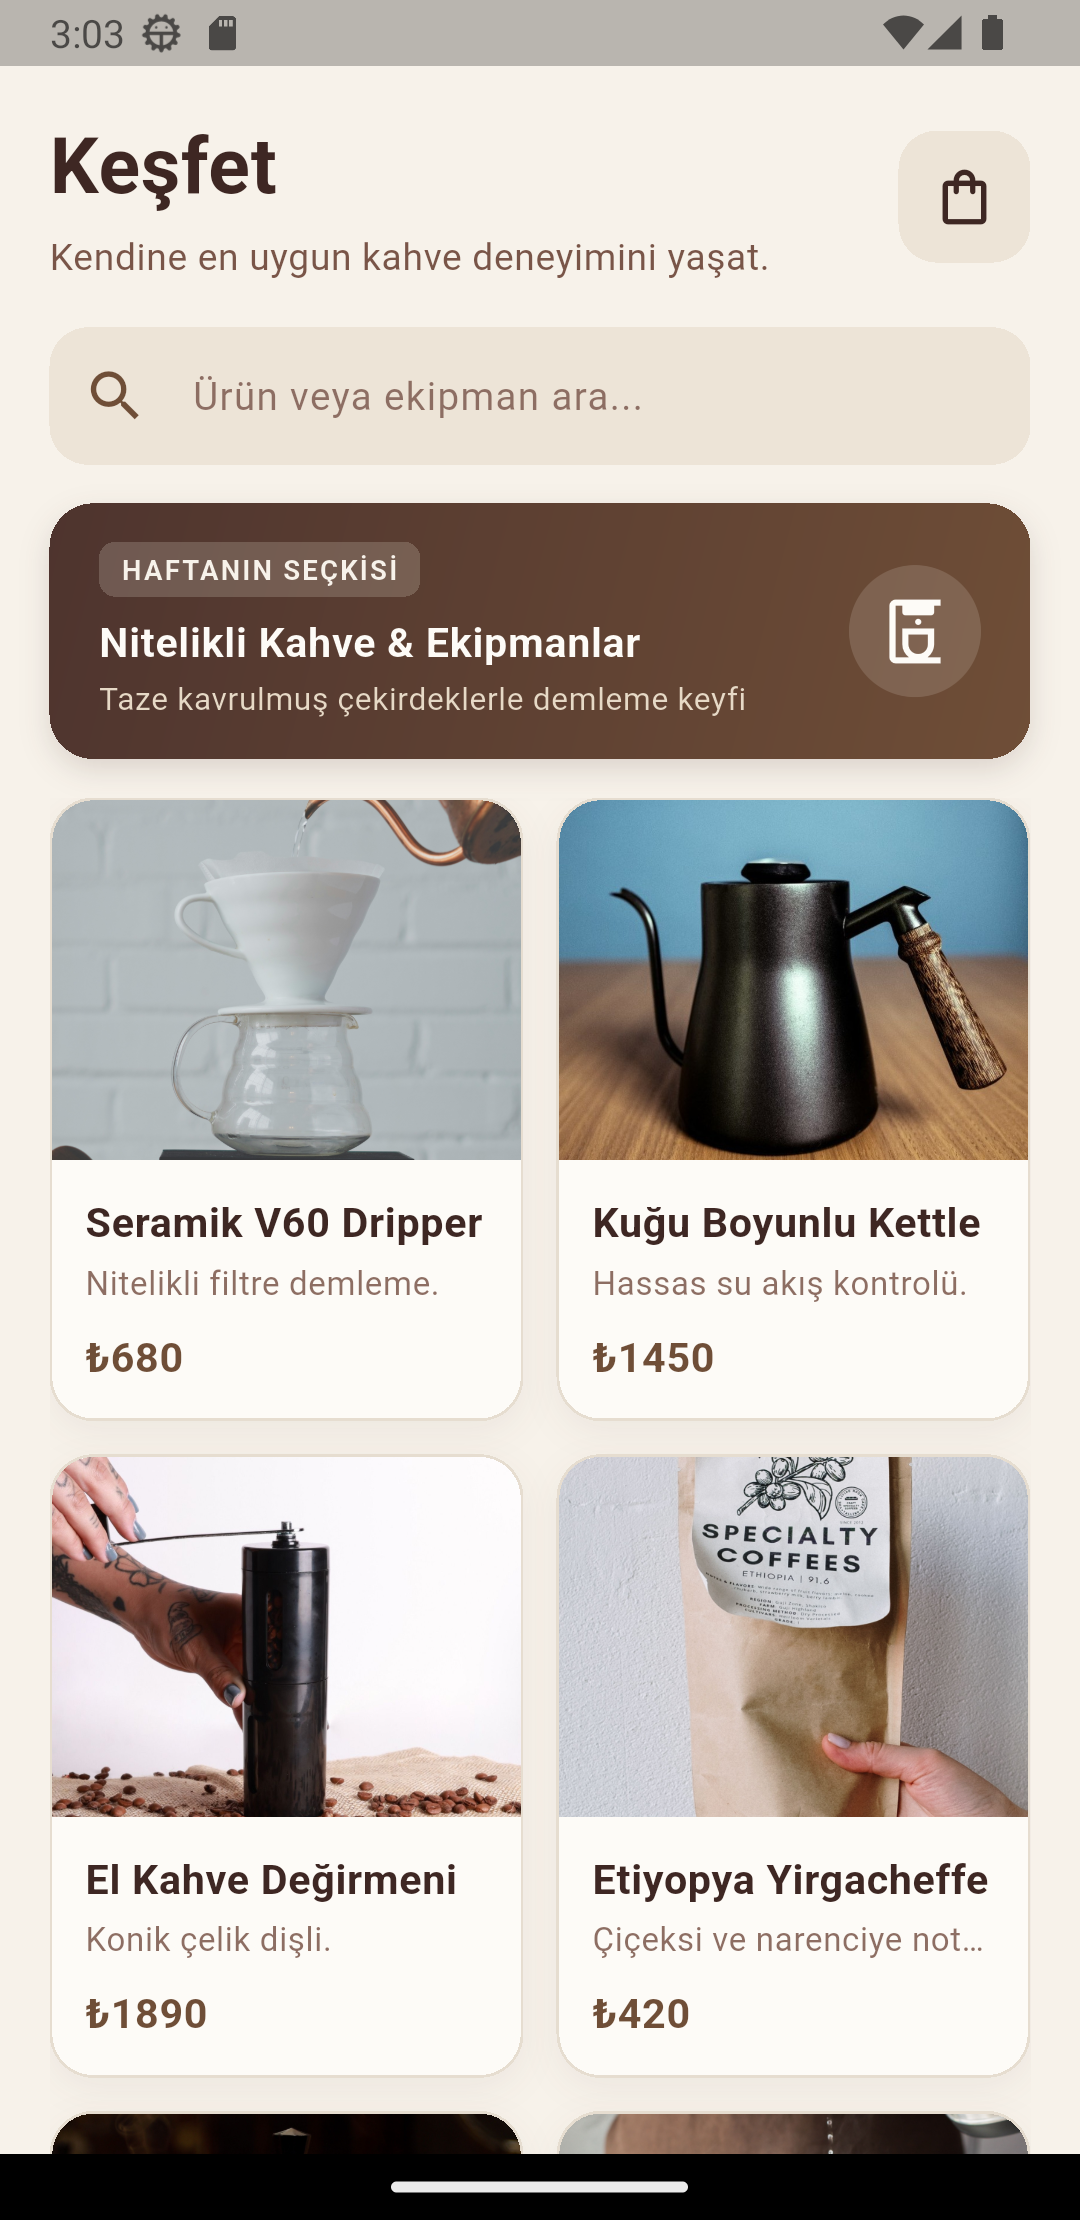 3:03
Keşfet
Kendine en uygun kahve deneyimini yaşat.
Ürün veya ekipman ara...
HAFTANIN SEÇKİSİ
Nitelikli Kahve & Ekipmanlar
Taze kavrulmuş çekirdeklerle demleme keyfi
Seramik V60 Dripper
Nitelikli filtre demleme.
₺680
Kuğu Boyunlu Kettle
Hassas su akış kontrolü.
₺1450
SPECIALTY
COFFEES
ETHIOPIA | 91.6
El Kahve Değirmeni
Konik çelik dişli.
₺1890
Etiyopya Yirgacheffe
Çiçeksi ve narenciye not...
₺420